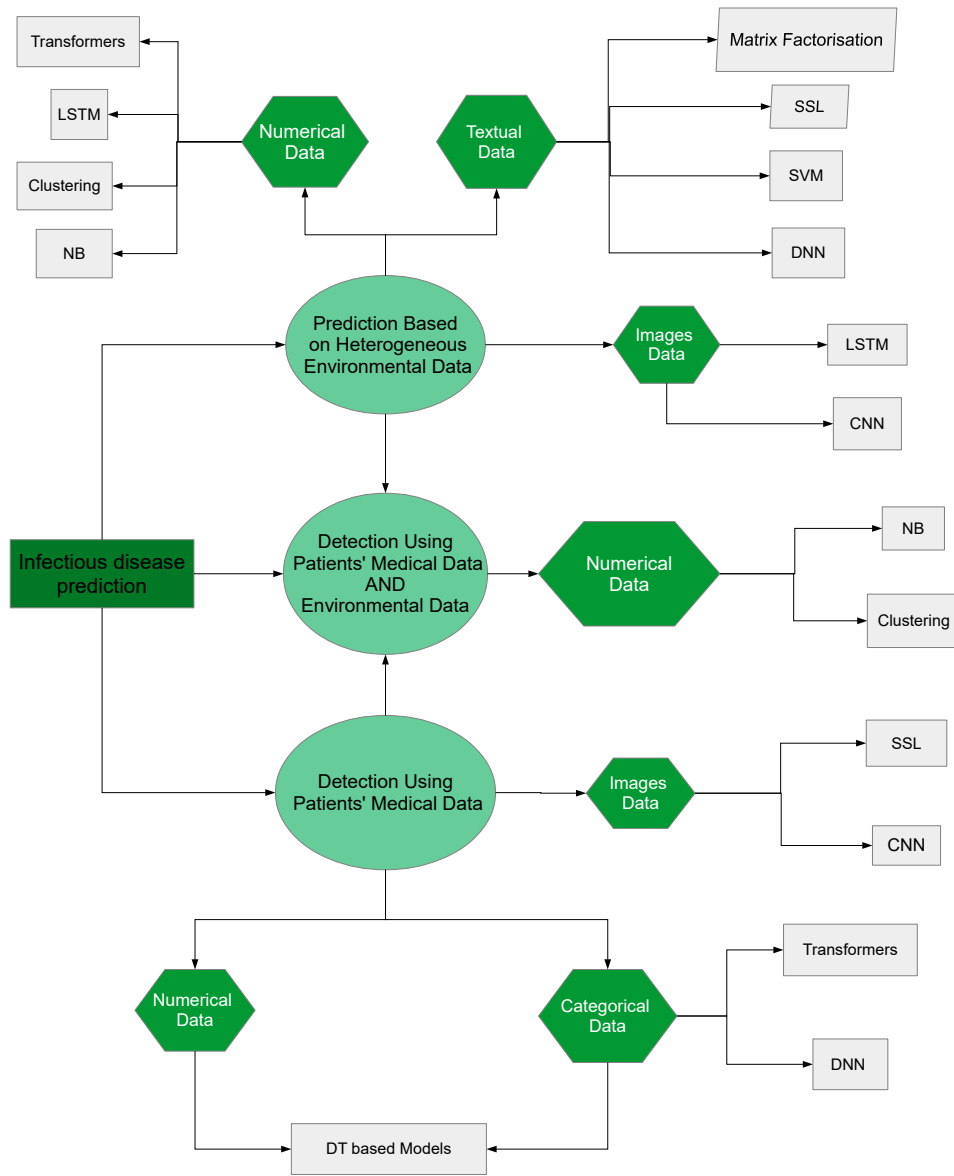 Transformers
LSTM
Clustering
NB
Numerical
Data
Textual
Data
Matrix Factorisation
SSL
SVM
DNN
Prediction Based
on Heterogeneous
Environmental Data
Images
Data
LSTM
CNN
Infectious disease
prediction
Detection Using
Patients' Medical Data
AND
Environmental Data
Numerical
Data
NB
Clustering
Detection Using
Patients' Medical Data
Images
Data
SSL
CNN
Numerical
Data
Categorical
Data
Transformers
DNN
DT based Models